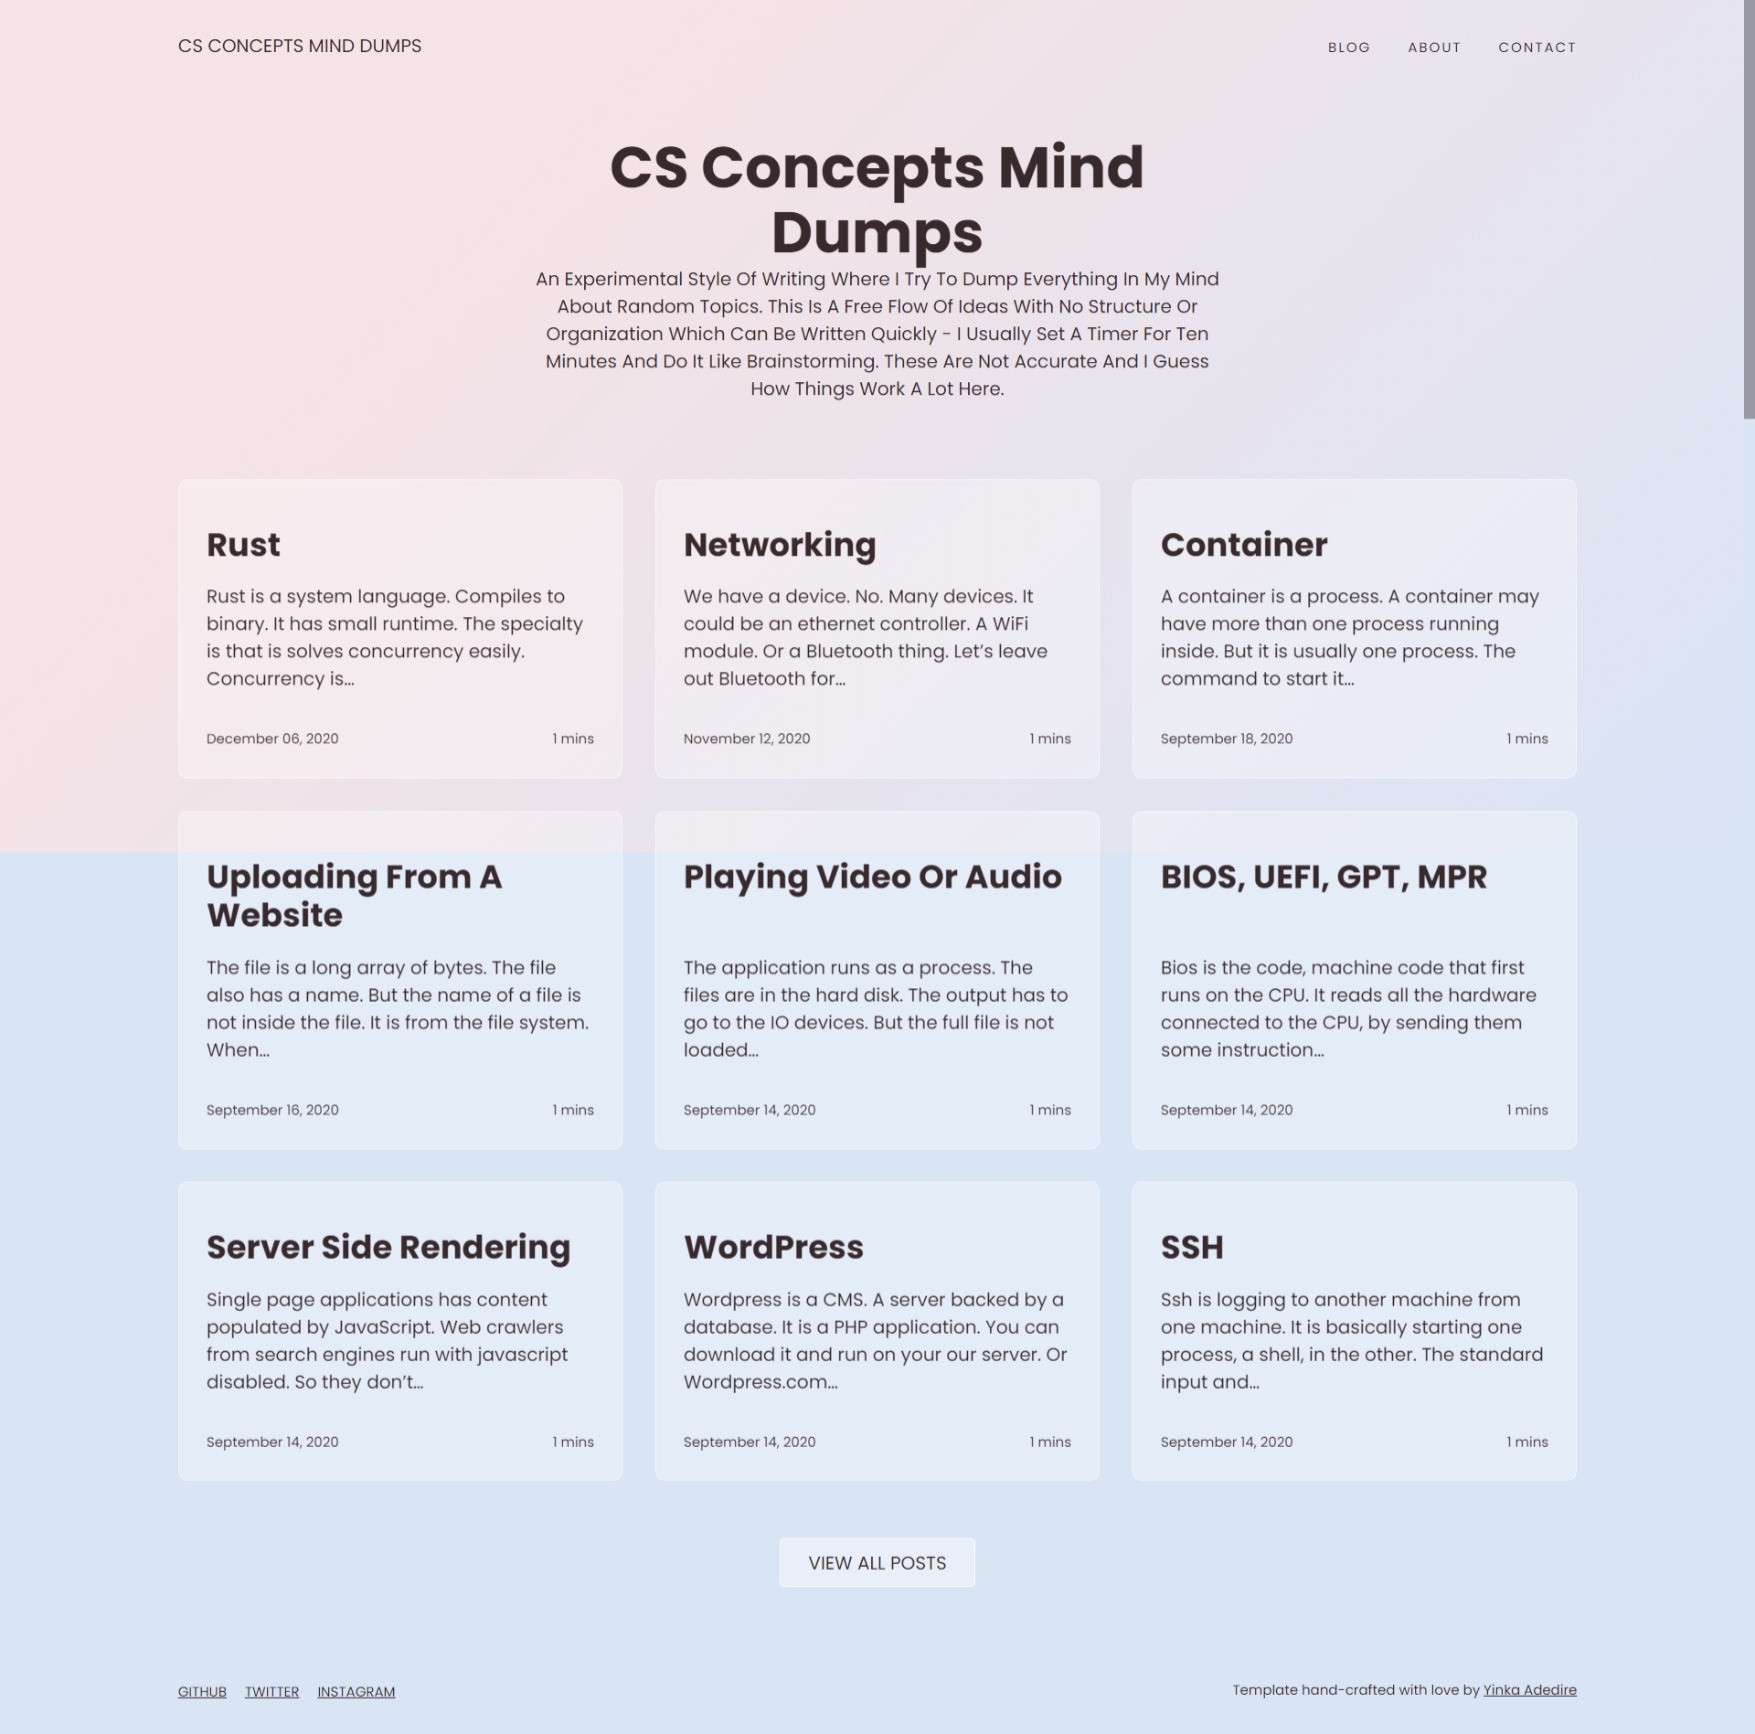 CS CONCEPTS MIND DUMPS
BLOG ABOUT CONTACT
CS Concepts Mind
Dumps
An Experimental Style Of Writing Where I Try To Dump Everything In My Mind
About Random Topics. This Is A Free Flow Of Ideas With No Structure Or
Organization Which Can Be Written Quickly - I Usually Set A Timer For Ten
Minutes And Do It Like Brainstorming. These Are Not Accurate And I Guess
How Things Work A Lot Here.
Rust
Rust is a system language. Compiles to
binary. It has small runtime. The specialty
is that is solves concurrency easily.
Concurrency is...
December 06, 2020 1 mins
Networking
We have a device. No. Many devices. It
could be an ethernet controller. A WiFi
module. Or a Bluetooth thing. Let’s leave
out Bluetooth for...
November 12, 2020 1 mins
Container
A container is a process. A container may
have more than one process running
inside. But it is usually one process. The
command to start it...
September 18, 2020 1 mins
Uploading From A
Website
The file is a long array of bytes. The file
also has a name. But the name of a file is
not inside the file. It is from the file system.
When...
September 16, 2020 1 mins
Playing Video Or Audio
The application runs as a process. The
files are in the hard disk. The output has to
go to the IO devices. But the full file is not
loaded...
September 14, 2020 1 mins
BIOS, UEFI, GPT, MPR
Bios is the code, machine code that first
runs on the CPU. It reads all the hardware
connected to the CPU, by sending them
some instruction...
September 14, 2020 1 mins
Server Side Rendering
Single page applications has content
populated by JavaScript. Web crawlers
from search engines run with javascript
disabled. So they don’t...
September 14, 2020 1 mins
WordPress
Wordpress is a CMS. A server backed by a
database. It is a PHP application. You can
download it and run on your our server. Or
Wordpress.com...
September 14, 2020 1 mins
SSH
Ssh is logging to another machine from
one machine. It is basically starting one
process, a shell, in the other. The standard
input and...
September 14, 2020 1 mins
VIEW ALL POSTS
GITHUB TWITTER INSTAGRAM
Template hand-crafted with love by Yinka Adedire